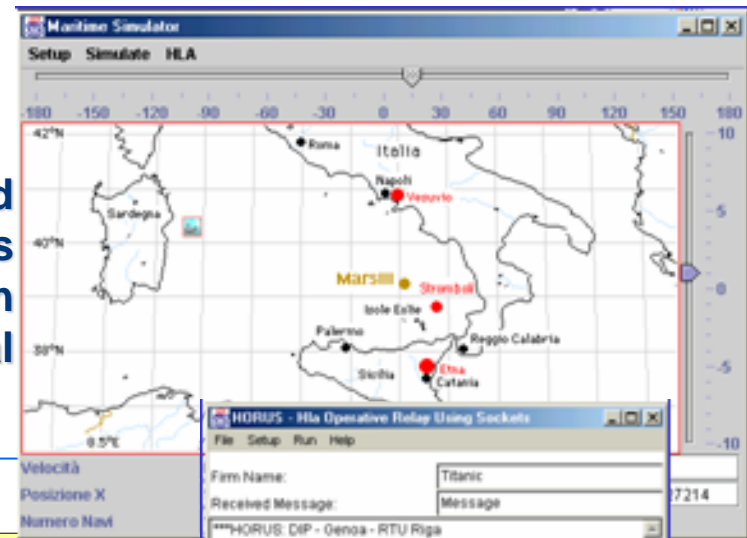 Maritime Simulator
Setup Simulate HLA
-180 -150 -120 -90 -60 -30 0 30 60 90 120 150 180
42°N
Roma
Italia
10
Napoli
Vesuvio
d
Sardegna
5
s
40°N
Marsili
n
Stromboli
0
Isole Eolie
al
Palermo
Reggio Calabria
38°N
Etna
-5
Sicilia
Catania
HORUS - Hla Operative Relay Using Sockets
File Setup Run Help
8.5°E
-10
Velocità
Firm Name: Titanic
Posizione X
Received Message: Message
27214
Numero Navi
***HORUS: DIP - Genoa - RTU Riga